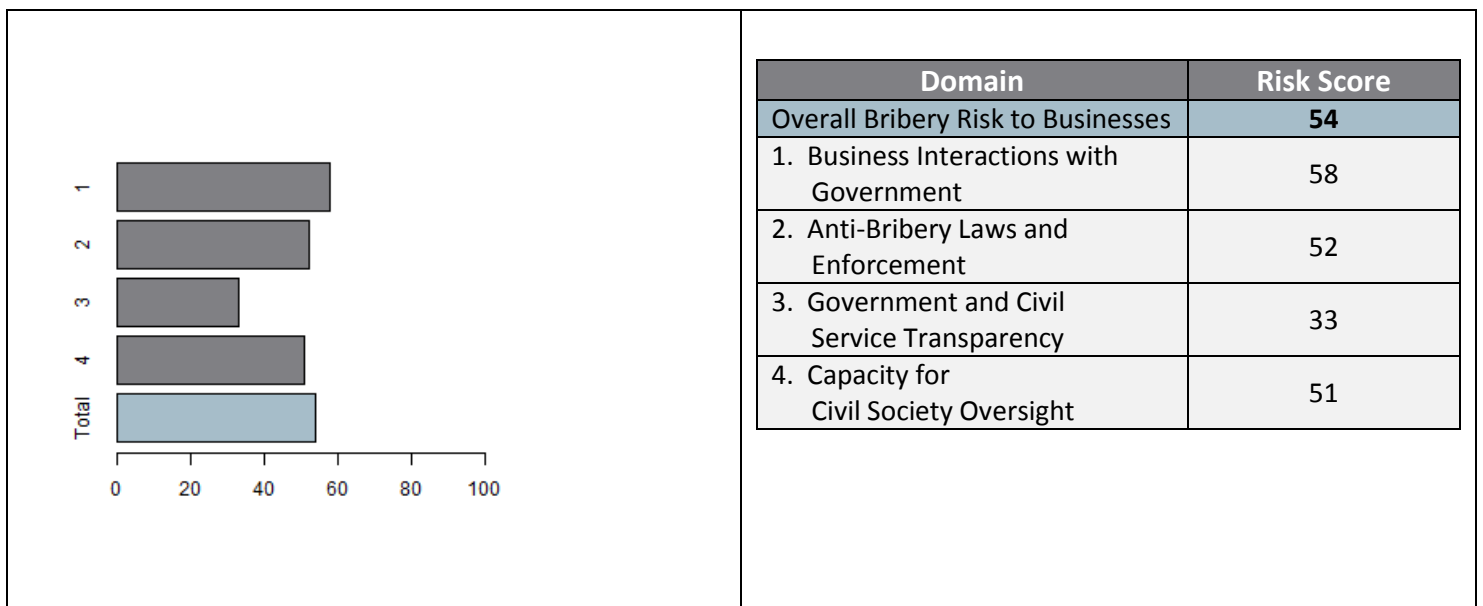 1
2
3
4
Total
0 20 40 60 80 100
Domain Risk Score
Overall Bribery Risk to Businesses 54
1. Business Interactions with
Government
58
2. Anti-Bribery Laws and
Enforcement
52
3. Government and Civil
Service Transparency
33
4. Capacity for
Civil Society Oversight
51